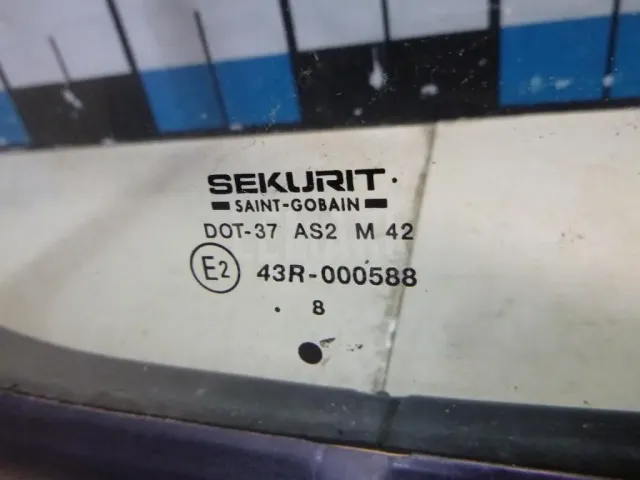 SEKURIT
SAINT-GOBAIN
DOT-37 AS2 M 42
E2 43R-000588
. 8